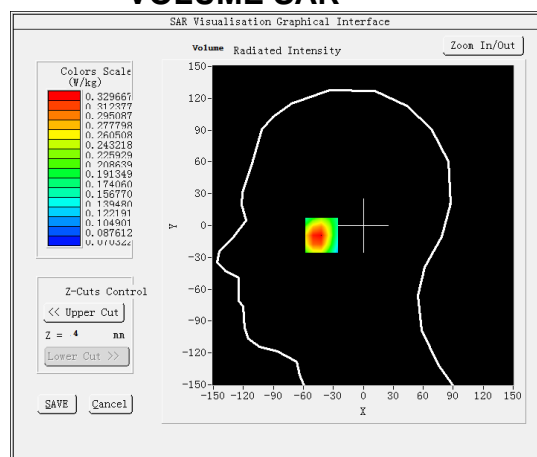 VOLUME SAR
SAR Visualisation Graphical Interface
Volume Radiated Intensity
Zoom In/Out
Colors Scale
(W/kg)
0.329667
0.312377
0.295087
0.277798
0.260508
0.243218
0.225929
0.208639
0.191349
0.174060
0.156770
0.139480
0.122191
0.104901
0.087612
0.070322
Z-Cuts Control
<< Upper Cut
Z = 4 mm
Lower Cut >>
SAVE Cancel
150
120
90
60
30
0
-30
-60
-90
-120
-150
Y
-150 -120 -90 -60 -30 0 30 60 90 120 150
X